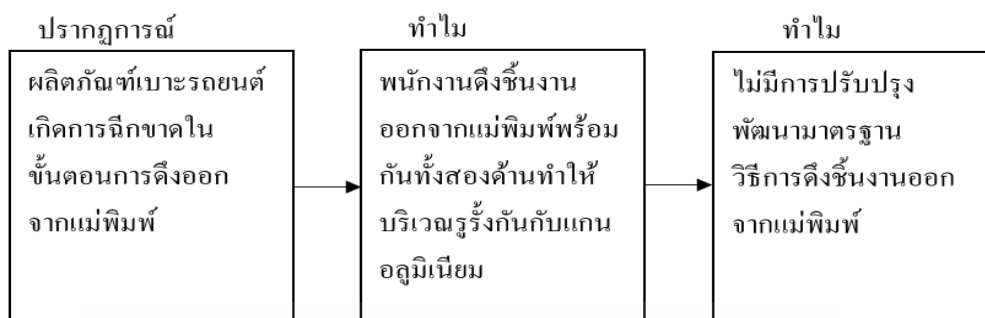 ปรากฏการณ์
ผลิตภัณฑ์เบาะรถยนต์
เกิดการฉีกขาดใน
ขั้นตอนการดึงออก
จากแม่พิมพ์
ทำไม
พนักงานดึงชิ้นงาน
ออกจากแม่พิมพ์พร้อม
กันทั้งสองด้านทำให้
บริเวณรูรั้งกันกับแกน
อลูมิเนียม
ทำไม
ไม่มีการปรับปรุง
พัฒนามาตรฐาน
วิธีการดึงชิ้นงานออก
จากแม่พิมพ์